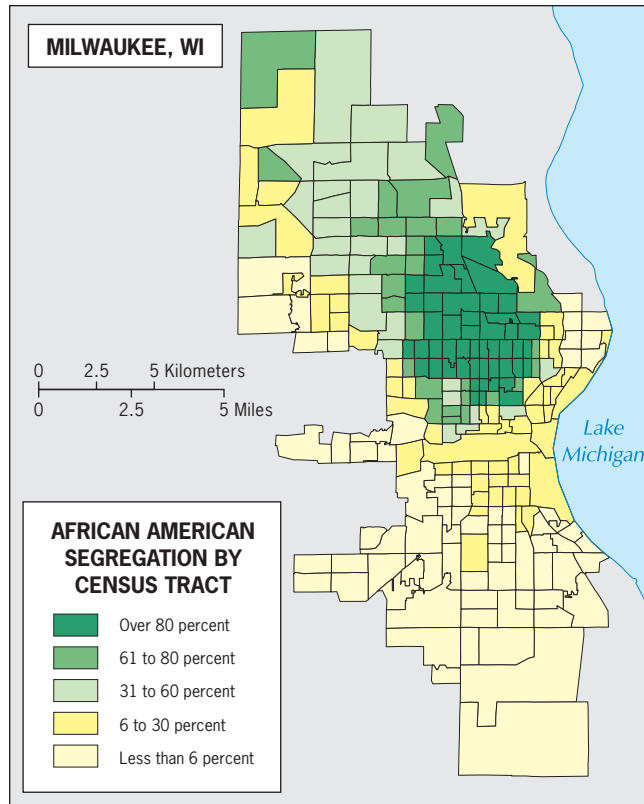 MILWAUKEE, WI
0 2.5 5 Kilometers
0 2.5 5 Miles
Lake
Michigan
AFRICAN AMERICAN
SEGREGATION BY
CENSUS TRACT
Over 80 percent
61 to 80 percent
31 to 60 percent
6 to 30 percent
Less than 6 percent